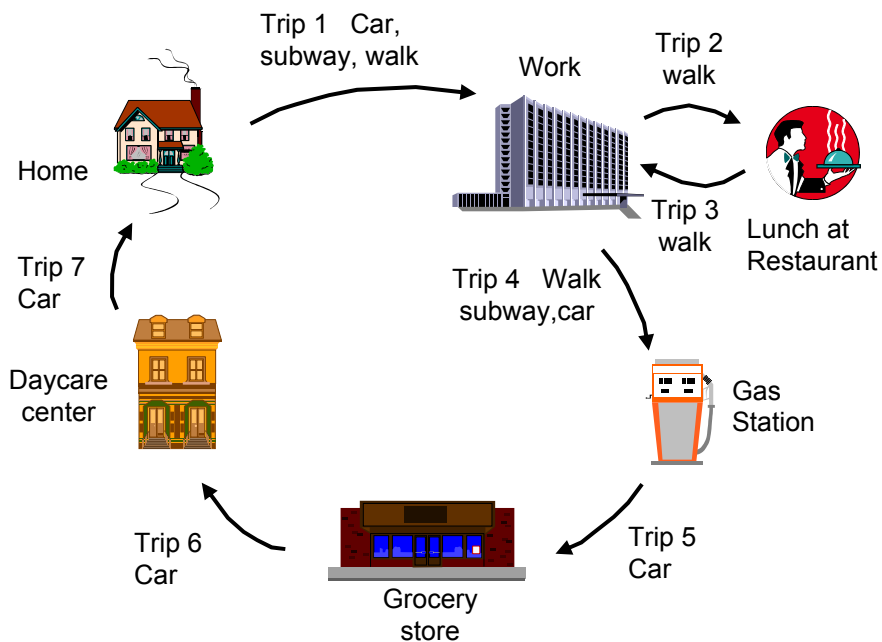 Trip 1 Car,
subway, walk
Work
Trip 2
walk
Home
Trip 3
walk
Lunch at
Restaurant
Trip 4 Walk
subway,car
Trip 7
Car
Daycare
center
Gas
Station
Trip 6
Car
Trip 5
Car
Grocery
store